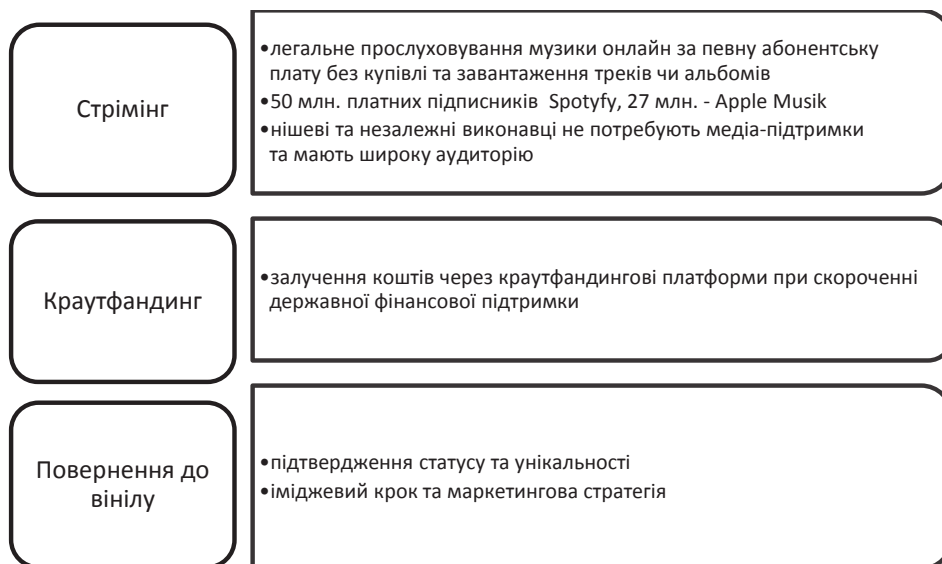 Стрімінг
•легальне прослуховування музики онлайн за певну абонентську
плату без купівлі та завантаження треків чи альбомів
•50 млн. платних підписників Spotyfy, 27 млн. - Apple Musik
•нішеві та незалежні виконавці не потребують медіа-підтримки
та мають широку аудиторію
Краутфандинг
•залучення коштів через краутфандингові платформи при скороченні
державної фінансової підтримки
Повернення до
вінілу
•підтвердження статусу та унікальності
•іміджевий крок та маркетингова стратегія